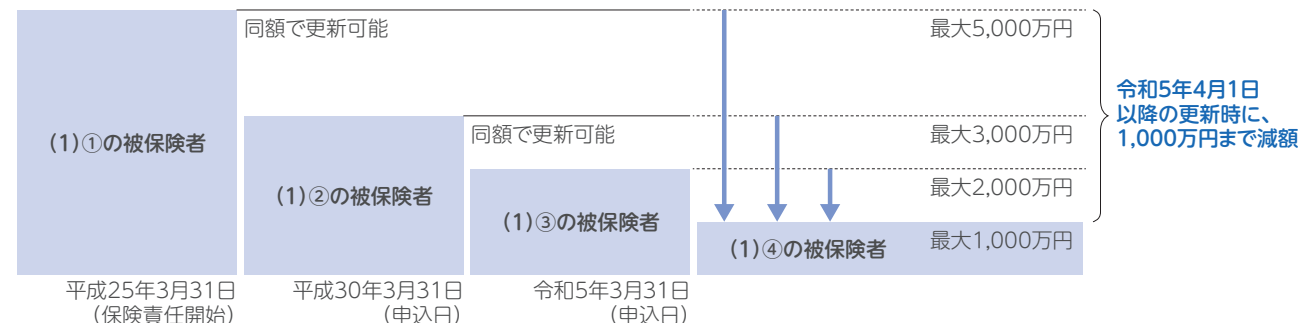 同額で更新可能
最大5,000万円
令和5年4月1日
以降の更新時に、
1,000万円まで減額
(1)①の被保険者
同額で更新可能
最大3,000万円
(1)②の被保険者
最大2,000万円
(1)③の被保険者
(1)④の被保険者
最大1,000万円
平成25年3月31日
(保険責任開始)
平成30年3月31日
(申込日)
令和5年3月31日
(申込日)